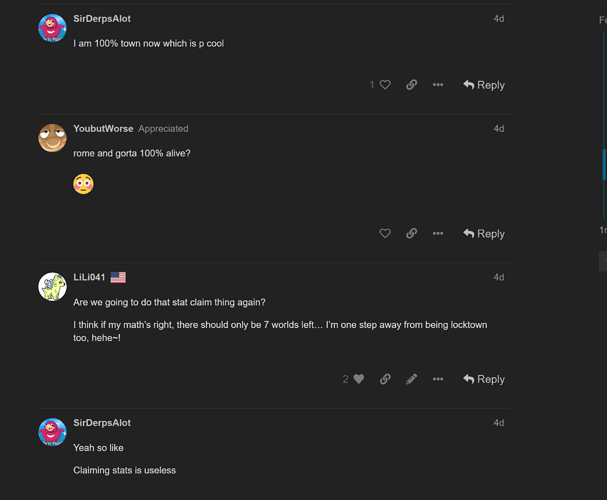 SirDerpsAlot
4d
I am 100% town now which is p cool
1
Reply
YoubutWorse Appreciated
4d
rome and gorta 100% alive?
Reply
LiLi041
4d
Are we going to do that stat claim thing again?
I think if my math's right, there should only be 7 worlds left… I'm one step away from being locktown
too, hehe~!
2
Reply
SirDerpsAlot
4d
Yeah so like
Claiming stats is useless